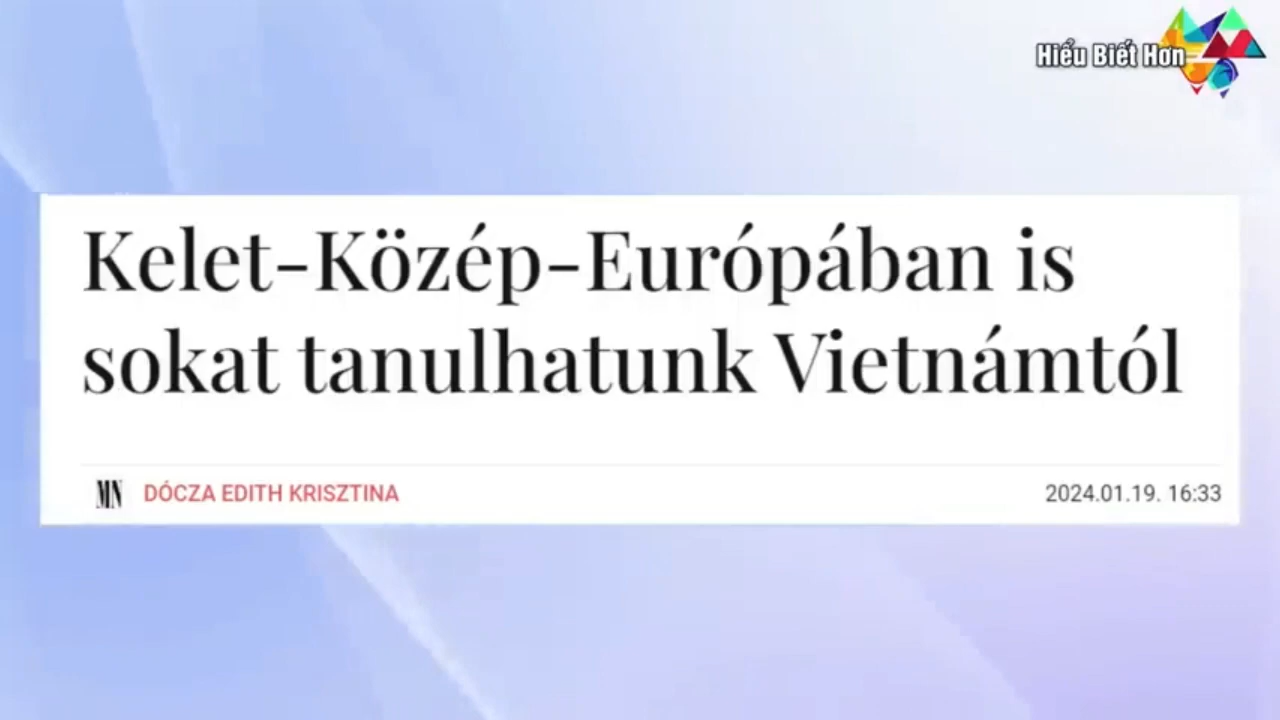 Hiểu Biết Hơn
Kelet-Közép-Európában is
sokat tanulhatunk Vietnámtól
MN DÓCZA EDITH KRISZTINA 2024.01.19. 16:33